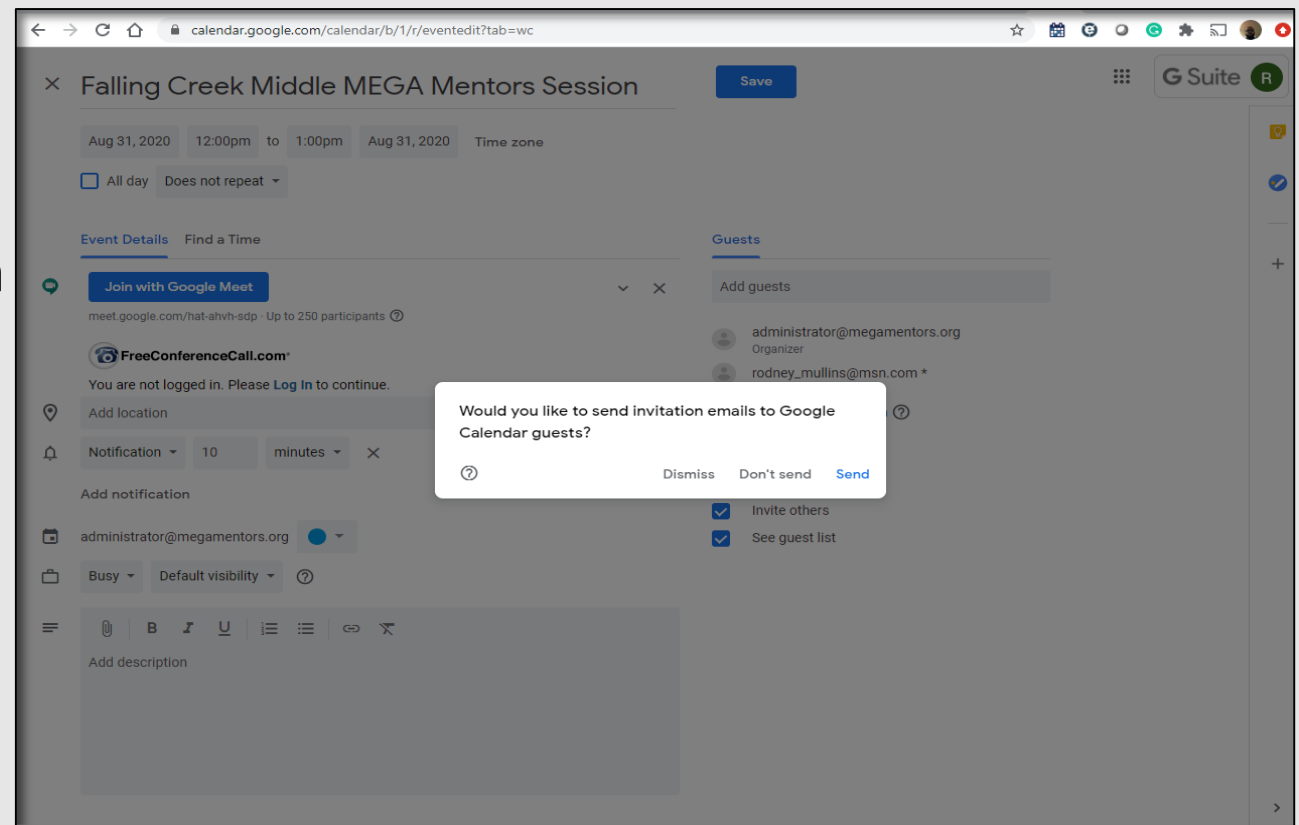 calendar.google.com/calendar/b/1/r/eventedit?tab=wc
Falling Creek Middle MEGA Mentors Session
Save
G Suite
R
Aug 31, 2020 12:00pm to 1:00pm Aug 31, 2020 Time zone
All day Does not repeat
Event Details Find a Time
Guests
Join with Google Meet
Add guests
meet.google.com/hat-ahvh-sdp · Up to 250 participants
administrator@megamentors.org
Organizer
FreeConferenceCall.com
rodney_mullins@msn.com *
You are not logged in. Please Log In to continue.
Add location
Would you like to send invitation emails to Google
Calendar guests?
Dismiss Don't send Send
Notification 10 minutes
Add notification
Invite others
See guest list
administrator@megamentors.org
Busy Default visibility
B I U
Add description